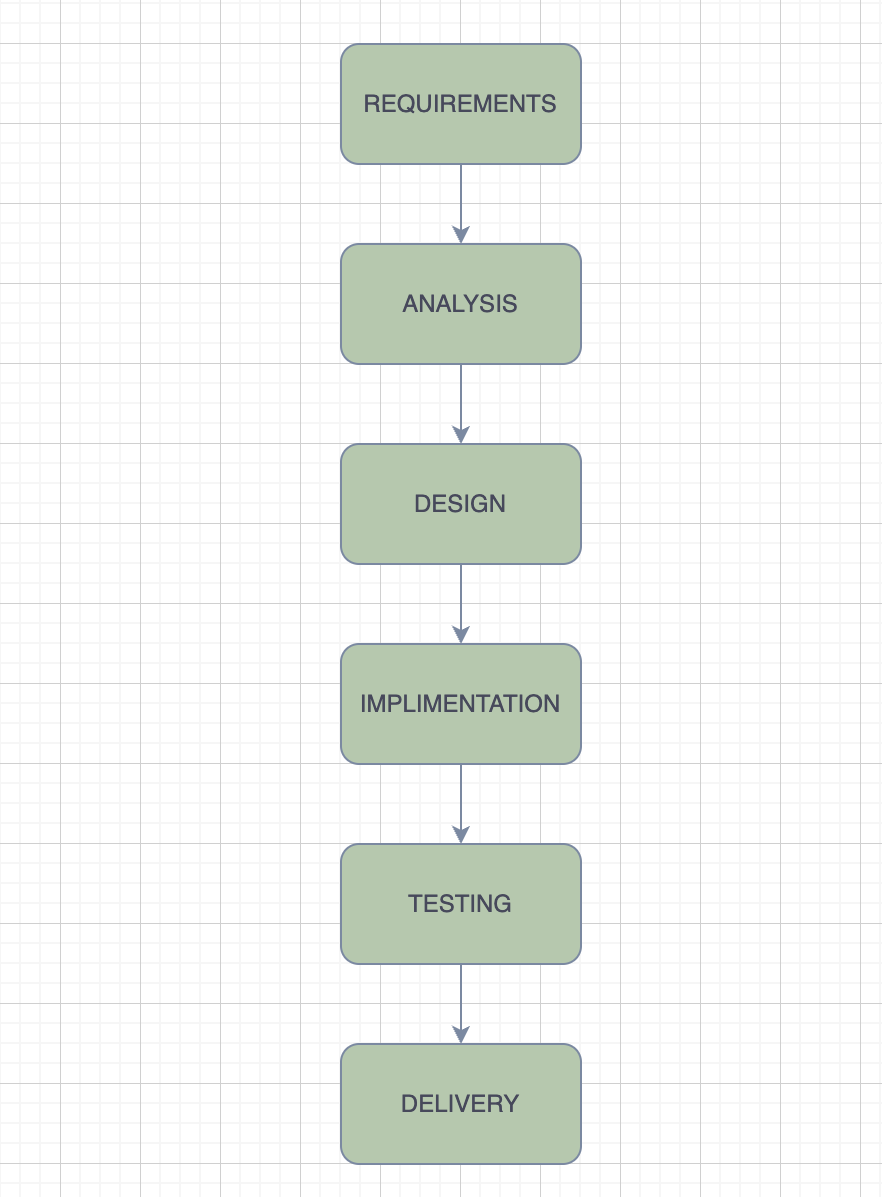 REQUIREMENTS
ANALYSIS
DESIGN
IMPLIMENTATION
TESTING
DELIVERY